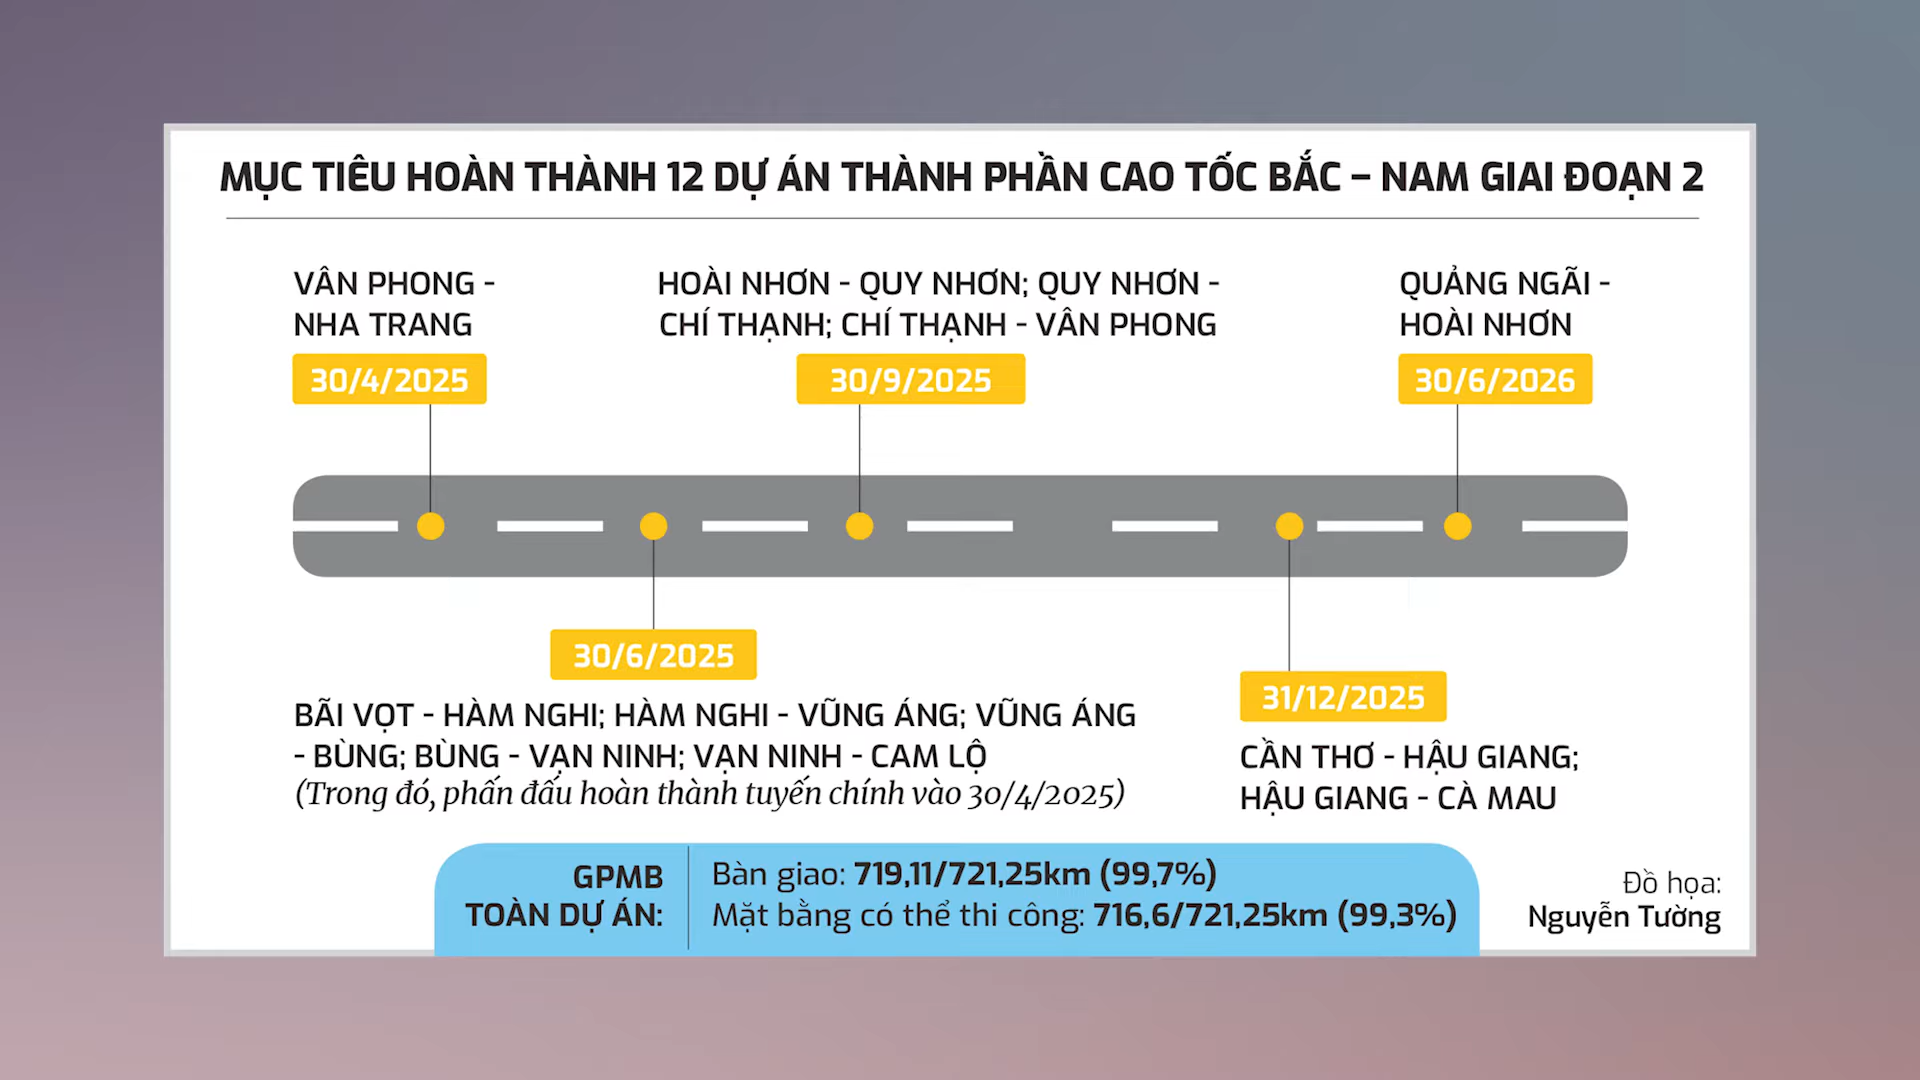 MỤC TIÊU HOÀN THÀNH 12 DỰ ÁN THÀNH PHẦN CAO TỐC BẮC – NAM GIAI ĐOẠN 2
VÂN PHONG -
NHA TRANG
30/4/2025
HOÀI NHƠN - QUY NHƠN; QUY NHƠN -
CHÍ THẠNH; CHÍ THẠNH - VÂN PHONG
30/9/2025
QUẢNG NGÃI -
HOÀI NHƠN
30/6/2026
30/6/2025
BÃI VỌT - HÀM NGHI; HÀM NGHI - VŨNG ÁNG; VŨNG ÁNG
- BÙNG; BÙNG - VẠN NINH; VẠN NINH - CAM LỘ
(Trong đó, phấn đấu hoàn thành tuyến chính vào 30/4/2025)
31/12/2025
CẦN THƠ - HẬU GIANG;
HẬU GIANG - CÀ MAU
GPMB
TOÀN DỰ ÁN:
Bàn giao: 719,11/721,25km (99,7%)
Mặt bằng có thể thi công: 716,6/721,25km (99,3%)
Đồ họa:
Nguyễn Tường